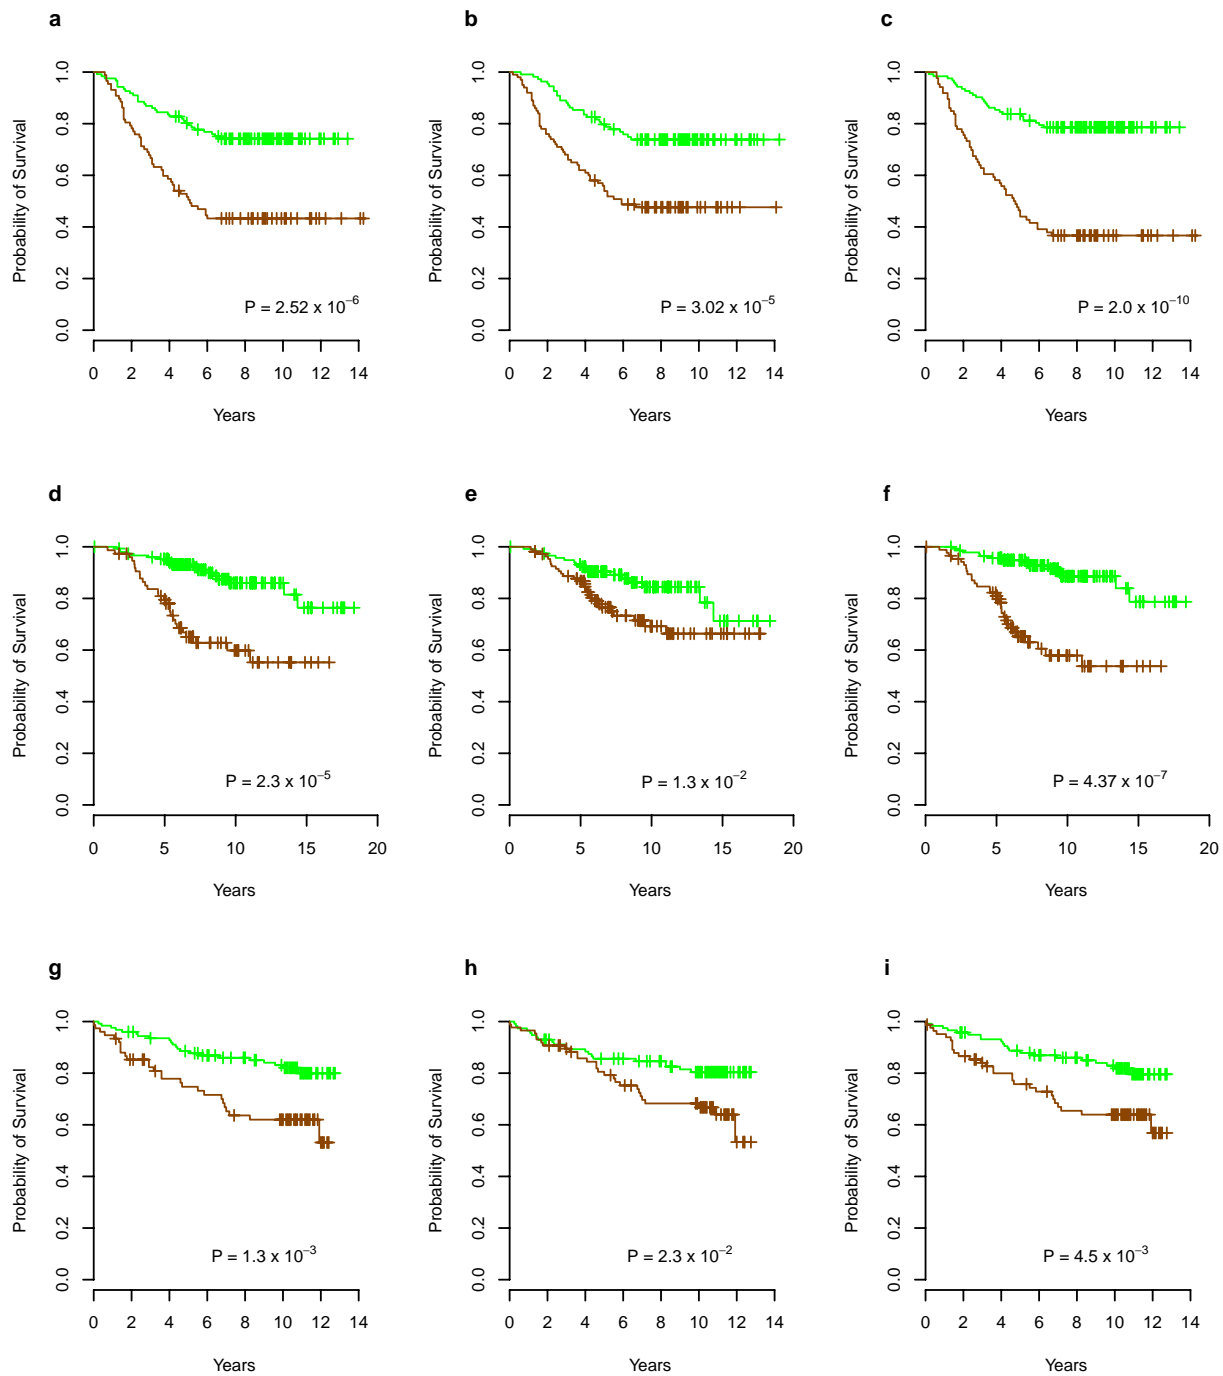 a
b
c
Probability of Survival
0.0 0.2 0.4 0.6 0.8 1.0
P = 2.52 x 10⁻⁶
0 2 4 6 8 10 12 14
Years
Probability of Survival
0.0 0.2 0.4 0.6 0.8 1.0
P = 3.02 x 10⁻⁵
0 2 4 6 8 10 12 14
Years
Probability of Survival
0.0 0.2 0.4 0.6 0.8 1.0
P = 2.0 x 10⁻¹⁰
0 2 4 6 8 10 12 14
Years
d
e
f
Probability of Survival
0.0 0.2 0.4 0.6 0.8 1.0
P = 2.3 x 10⁻⁵
0 5 10 15 20
Years
Probability of Survival
0.0 0.2 0.4 0.6 0.8 1.0
P = 1.3 x 10⁻²
0 5 10 15 20
Years
Probability of Survival
0.0 0.2 0.4 0.6 0.8 1.0
P = 4.37 x 10⁻⁷
0 5 10 15 20
Years
g
h
i
Probability of Survival
0.0 0.2 0.4 0.6 0.8 1.0
P = 1.3 x 10⁻³
0 2 4 6 8 10 12 14
Years
Probability of Survival
0.0 0.2 0.4 0.6 0.8 1.0
P = 2.3 x 10⁻²
0 2 4 6 8 10 12 14
Years
Probability of Survival
0.0 0.2 0.4 0.6 0.8 1.0
P = 4.5 x 10⁻³
0 2 4 6 8 10 12 14
Years